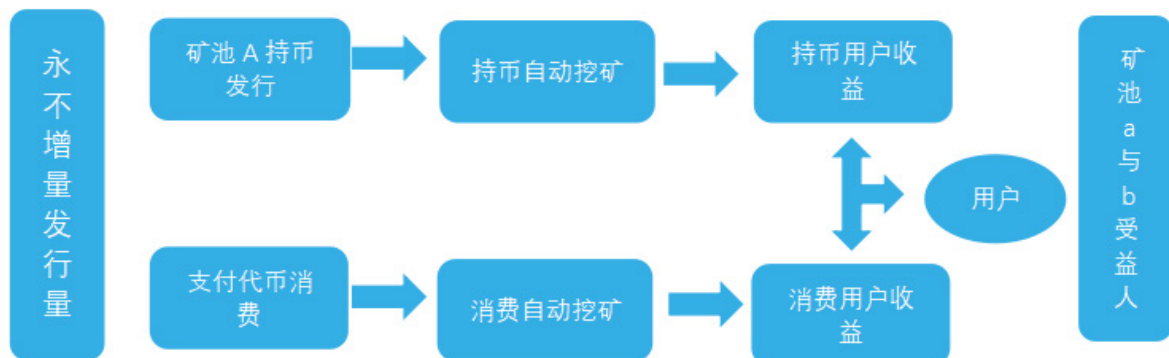 永不增量发行量
矿池 A 持币
发行
持币自动挖矿
持币用户收
益
用户
支付代币消
费
消费自动挖矿
消费用户收
益
矿池a与b受益人